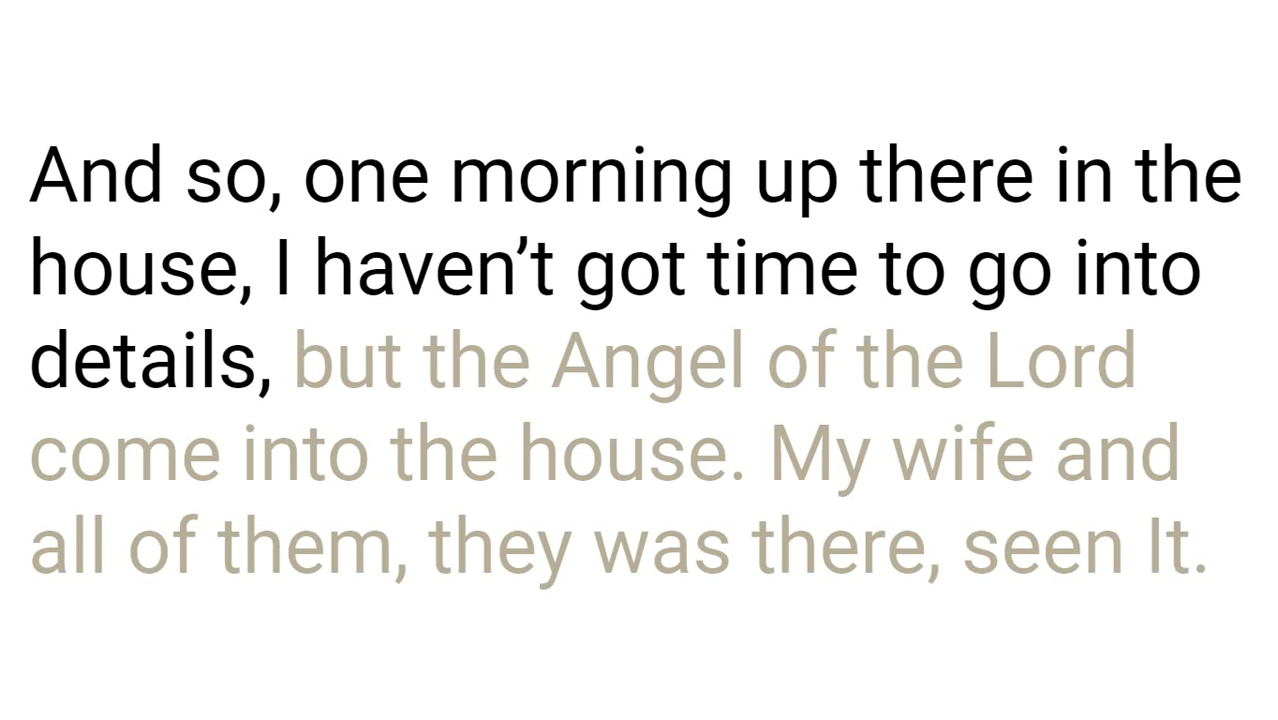 And so, one morning up there in the
house, I haven’t got time to go into
details, but the Angel of the Lord
come into the house. My wife and
all of them, they was there, seen It.